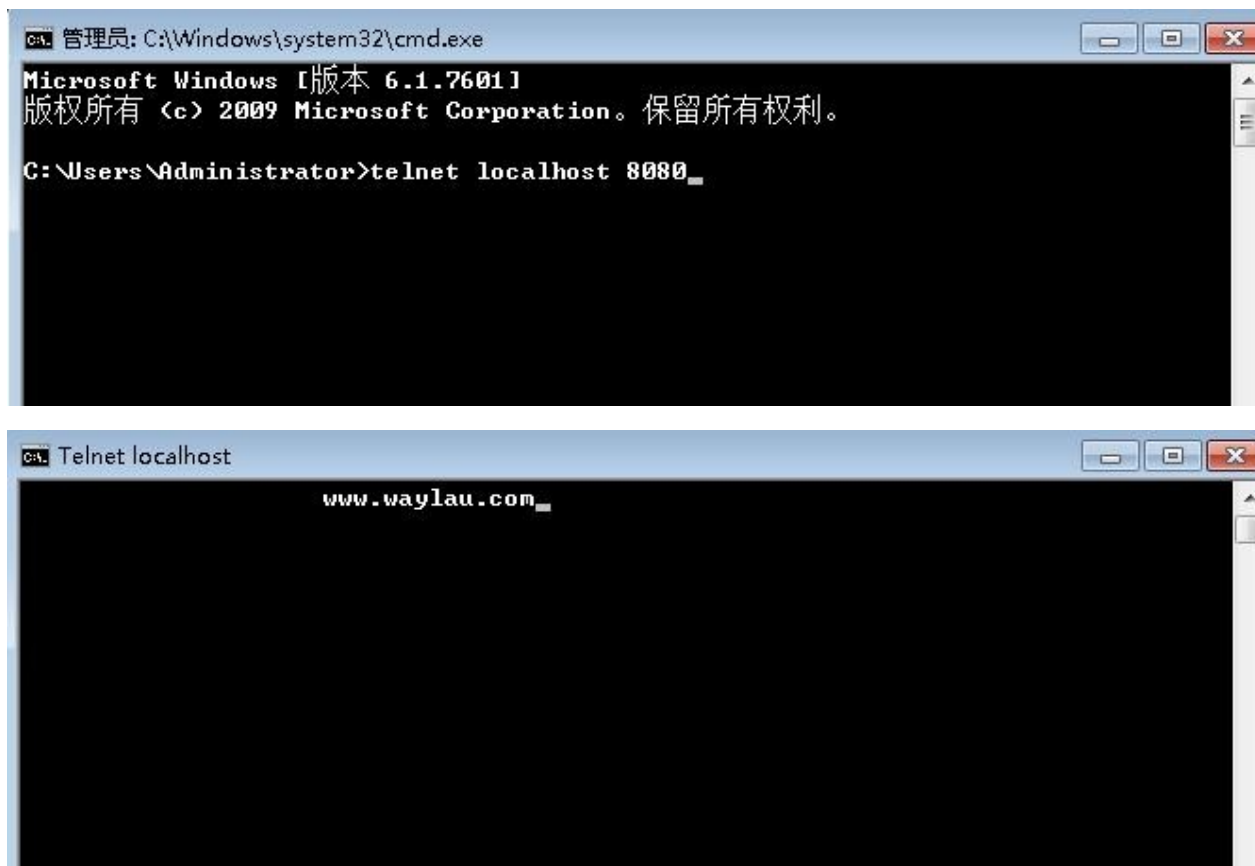 管理员: C:\Windows\system32\cmd.exe
Microsoft Windows [版本 6.1.7601]
版权所有 (c) 2009 Microsoft Corporation。保留所有权利。
C:\Users\Administrator>telnet localhost 8080
Telnet localhost
www.waylau.com